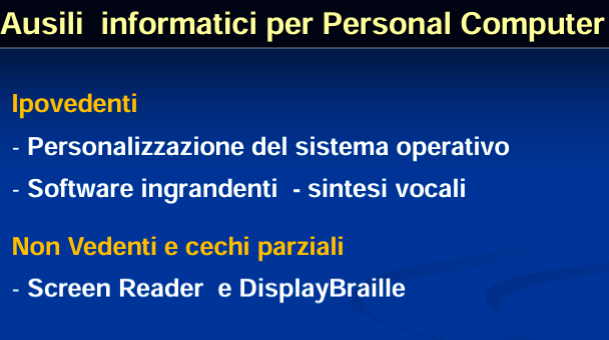 Ausili  informatici per Personal Computer
Ipovedenti
- Personalizzazione del sistema operativo
- Software ingrandenti  - sintesi vocali
Non Vedenti e cechi parziali
- Screen Reader  e DisplayBraille